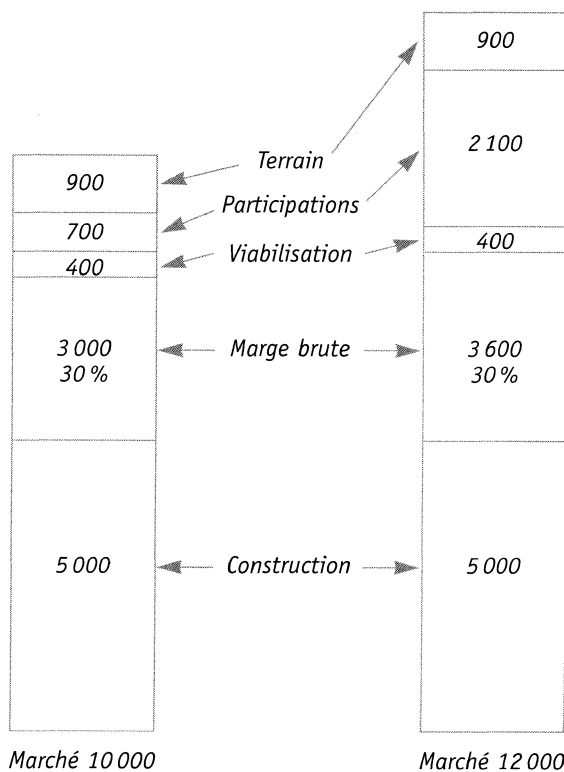 900
2 100
Terrain
900
Participations
700
Viabilisation
400
400
3 000
30 %
Marge brute
3 600
30 %
5 000
Construction
5 000
Marché 10 000
Marché 12 000